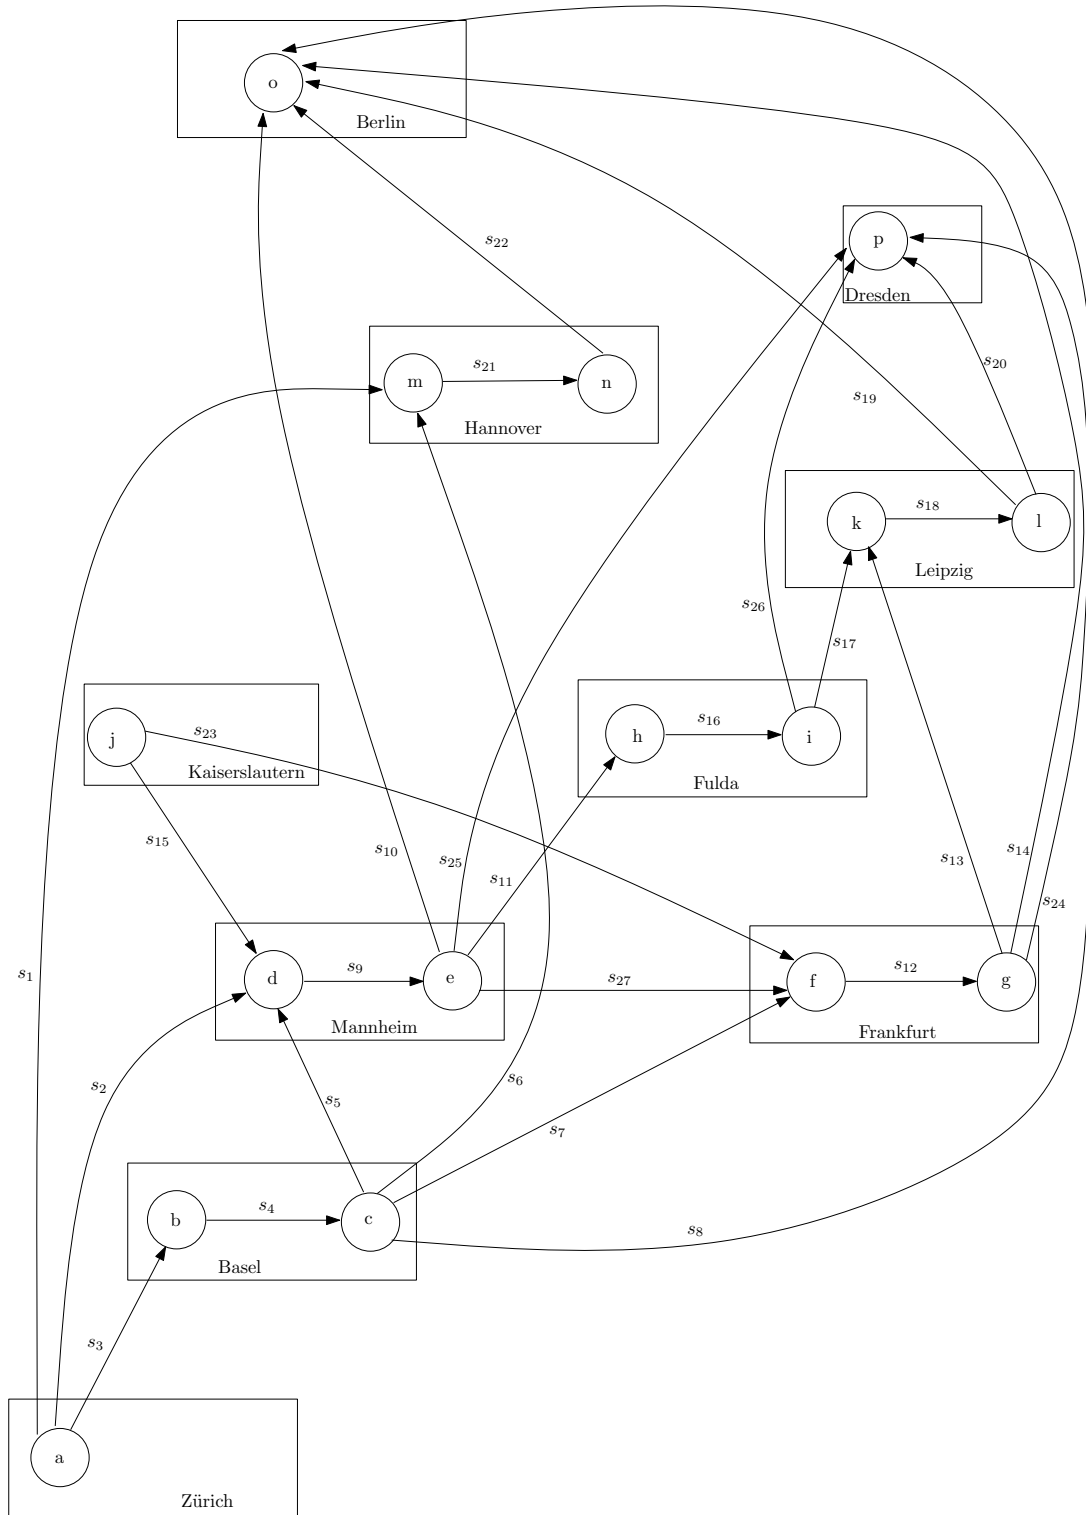 o
Berlin
p
Dresden
s₂₂
s₂₀
m
s₂₁
n
Hannover
s₁₉
k
s₁₈
l
Leipzig
s₂₆
s₁₇
j
s₂₃
Kaiserslautern
h
s₁₆
i
Fulda
s₁₅
s₁₀
s₂₅
s₁₁
s₁₃
s₁₄
s₂₄
s₁
d
s₉
e
Mannheim
s₂₇
f
s₁₂
g
Frankfurt
s₂
s₅
s₆
s₇
b
s₄
c
Basel
s₈
s₃
a
Zürich